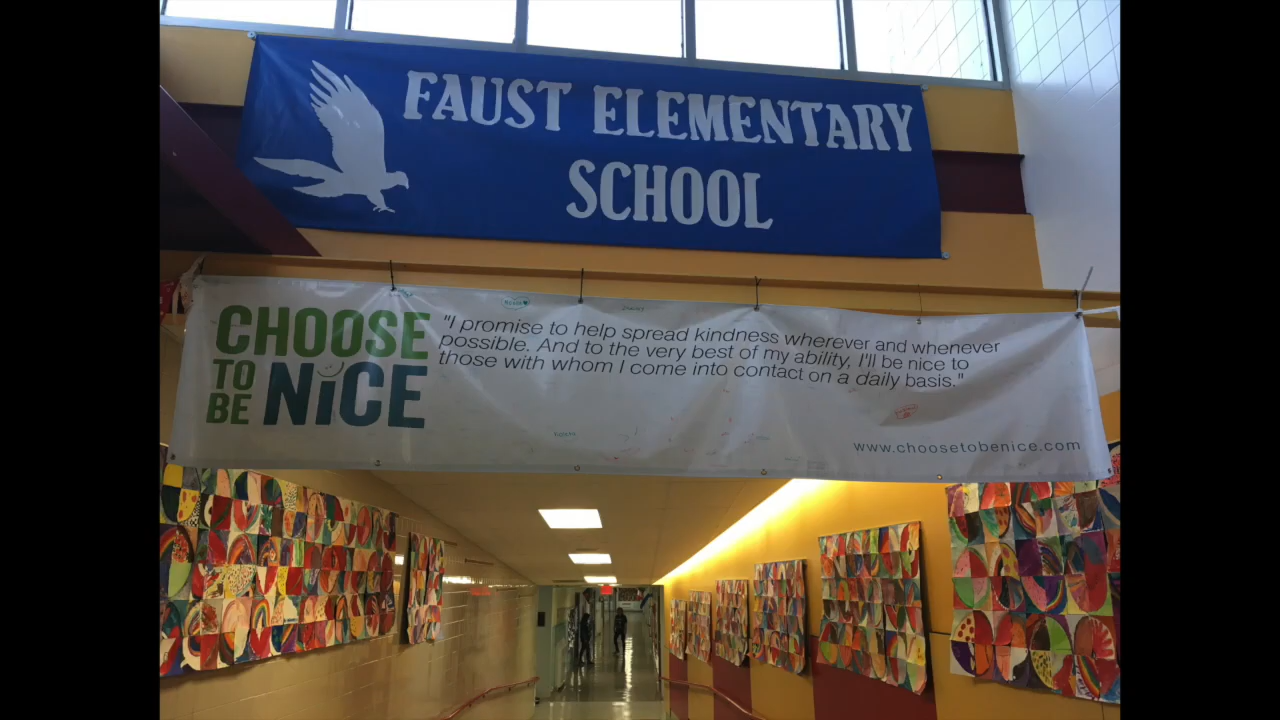 FAUST ELEMENTARY
SCHOOL
CHOOSE
TO
BE
NiCE
"I promise to help spread kindness wherever and whenever
possible. And to the very best of my ability, I'll be nice to
those with whom I come into contact on a daily basis."
www.choosetobenice.com